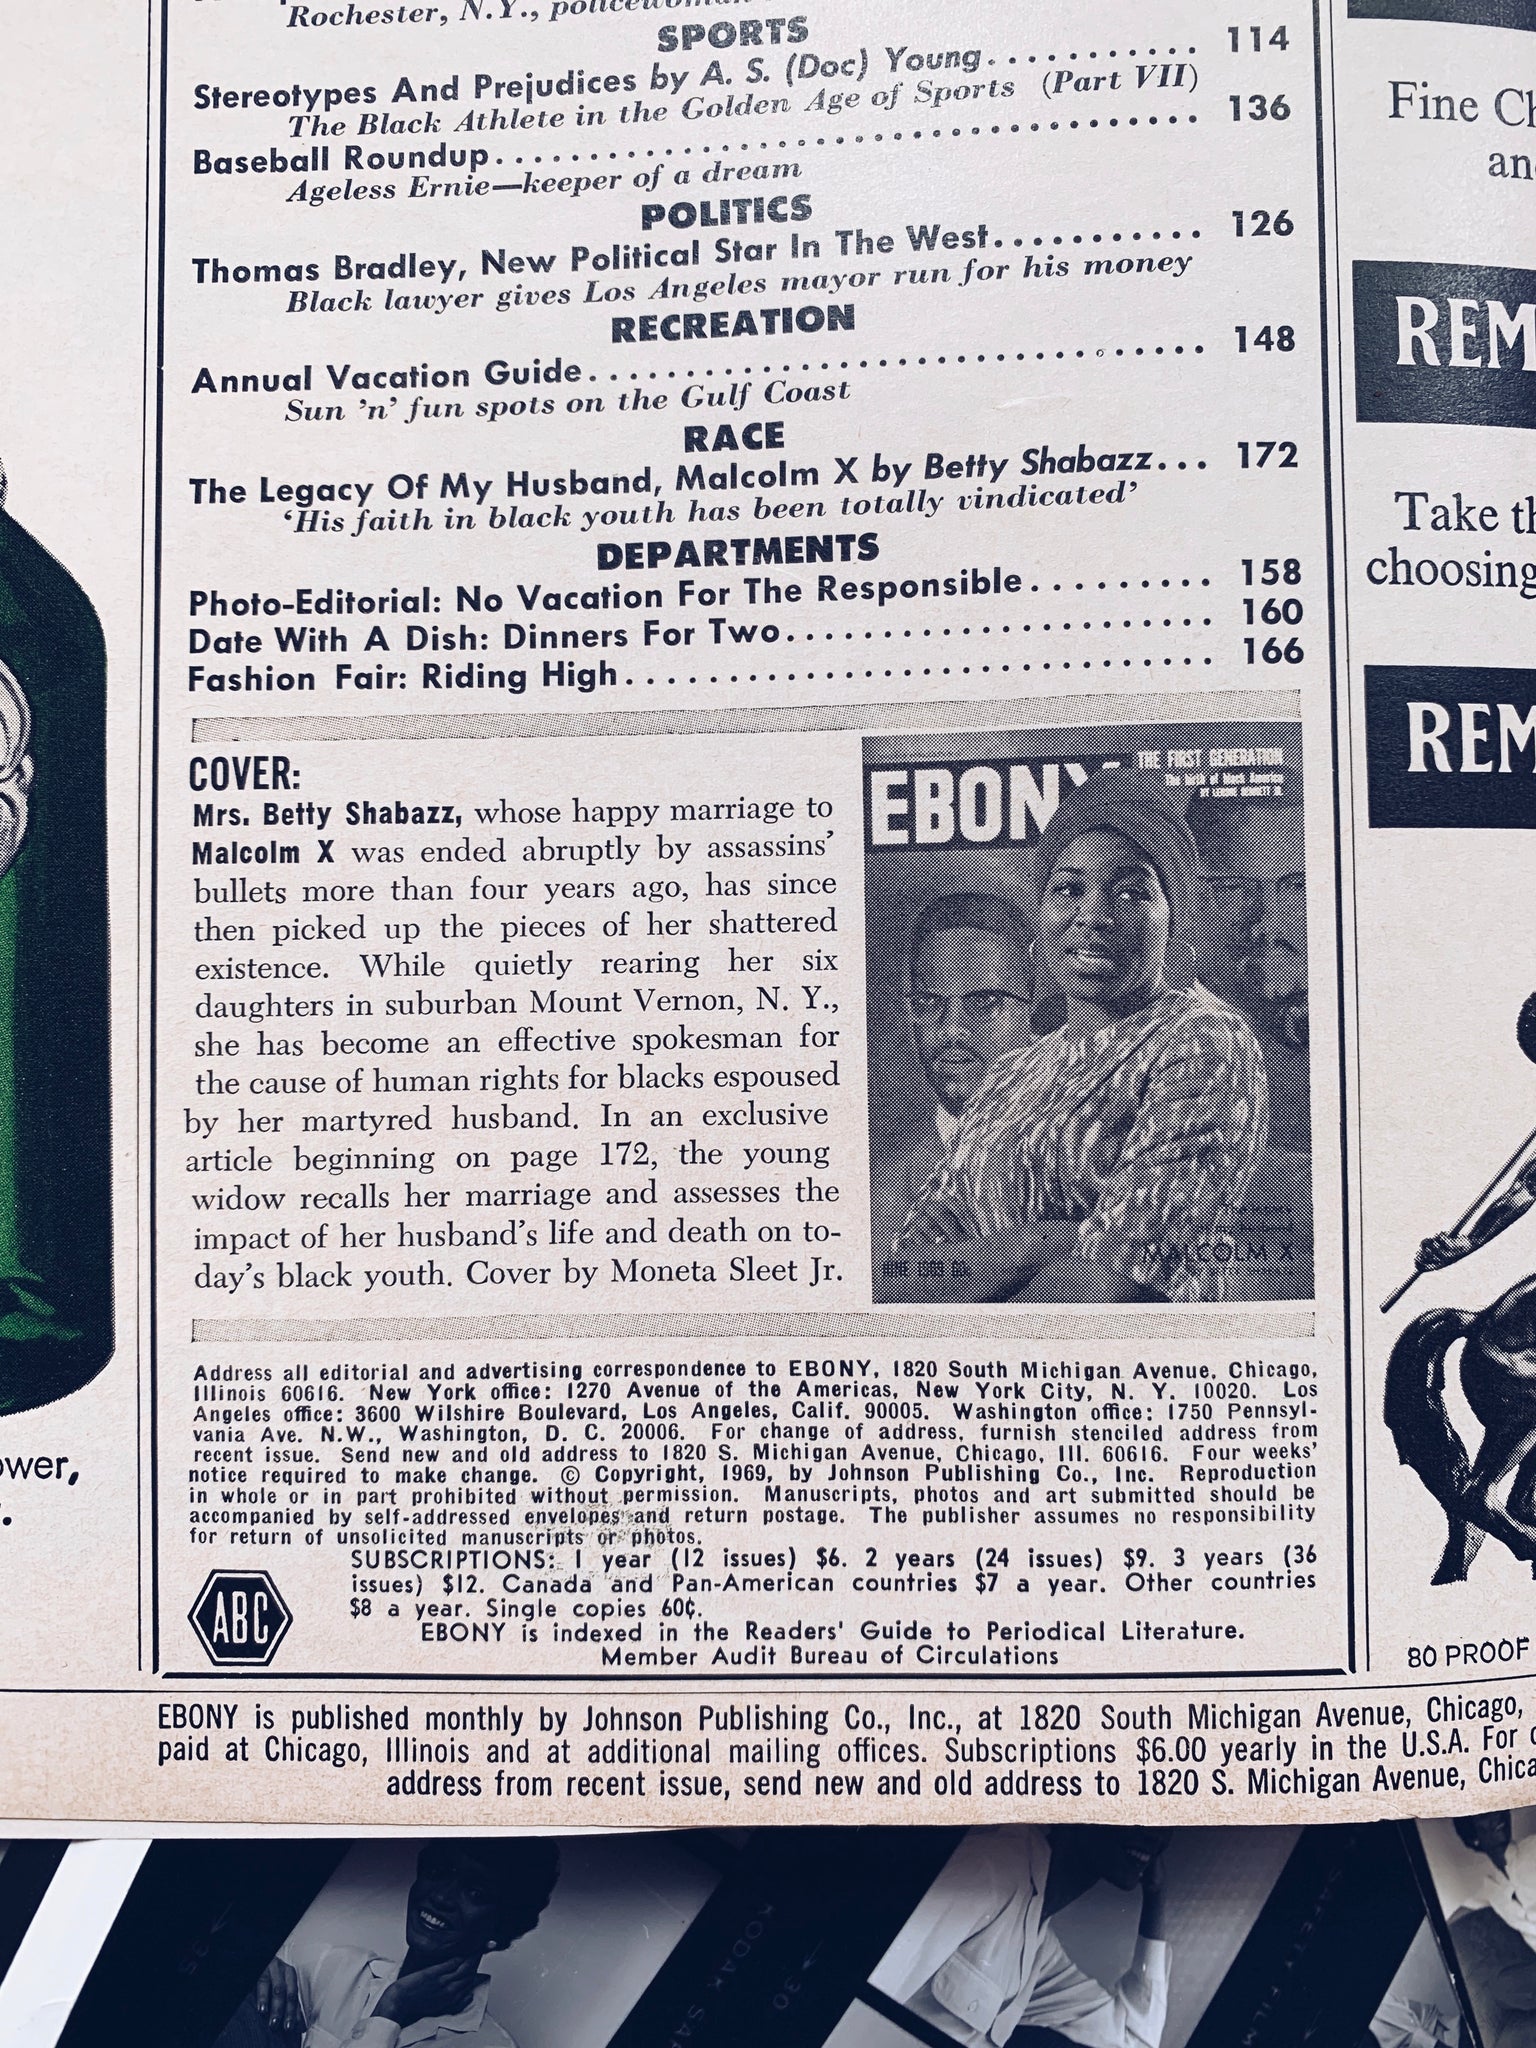 Rochester, N.Y., policewoman
SPORTS
Stereotypes And Prejudices by A. S. (Doc) Young........... 114
The Black Athlete in the Golden Age of Sports (Part VII)
Baseball Roundup........................................ 136
Ageless Ernie—keeper of a dream
POLITICS
Thomas Bradley, New Political Star In The West........... 126
Black lawyer gives Los Angeles mayor run for his money
RECREATION
Annual Vacation Guide................................... 148
Sun 'n' fun spots on the Gulf Coast
RACE
The Legacy Of My Husband, Malcolm X by Betty Shabazz... 172
'His faith in black youth has been totally vindicated'
DEPARTMENTS
Photo-Editorial: No Vacation For The Responsible......... 158
Date With A Dish: Dinners For Two....................... 160
Fashion Fair: Riding High................................ 166
COVER:
Mrs. Betty Shabazz, whose happy marriage to
Malcolm X was ended abruptly by assassins'
bullets more than four years ago, has since
then picked up the pieces of her shattered
existence. While quietly rearing her six
daughters in suburban Mount Vernon, N. Y.,
she has become an effective spokesman for
the cause of human rights for blacks espoused
by her martyred husband. In an exclusive
article beginning on page 172, the young
widow recalls her marriage and assesses the
impact of her husband's life and death on to-
day's black youth. Cover by Moneta Sleet Jr.
EBONY
THE FIRST GENERATION
The birth of Black America
BY LERONE BENNETT JR.
MALCOLM X
JUNE 1969 60¢
Address all editorial and advertising correspondence to EBONY, 1820 South Michigan Avenue, Chicago,
Illinois 60616. New York office: 1270 Avenue of the Americas, New York City, N. Y. 10020. Los
Angeles office: 3600 Wilshire Boulevard, Los Angeles, Calif. 90005. Washington office: 1750 Pennsyl-
vania Ave. N.W., Washington, D. C. 20006. For change of address, furnish stenciled address from
recent issue. Send new and old address to 1820 S. Michigan Avenue, Chicago, Ill. 60616. Four weeks'
notice required to make change. © Copyright, 1969, by Johnson Publishing Co., Inc. Reproduction
in whole or in part prohibited without permission. Manuscripts, photos and art submitted should be
accompanied by self-addressed envelopes and return postage. The publisher assumes no responsibility
for return of unsolicited manuscripts or photos.
SUBSCRIPTIONS: 1 year (12 issues) $6. 2 years (24 issues) $9. 3 years (36
issues) $12. Canada and Pan-American countries $7 a year. Other countries
$8 a year. Single copies 60¢.
EBONY is indexed in the Readers' Guide to Periodical Literature.
Member Audit Bureau of Circulations
ABC
EBONY is published monthly by Johnson Publishing Co., Inc., at 1820 South Michigan Avenue, Chicago,
paid at Chicago, Illinois and at additional mailing offices. Subscriptions $6.00 yearly in the U.S.A. For
address from recent issue, send new and old address to 1820 S. Michigan Avenue,
ower,
Fine
REM
Take
choosing
REM
80 PROOF
KODAK
30
SAFETY FILM